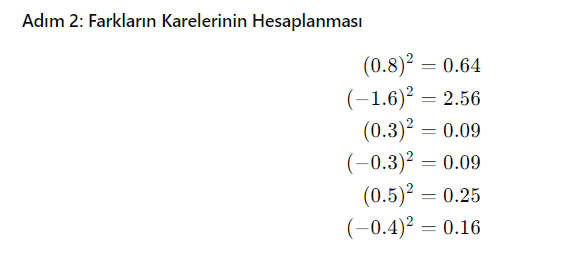 Adım 2: Farkların Karelerinin Hesaplanması
(0.8)² = 0.64
(−1.6)² = 2.56
(0.3)² = 0.09
(−0.3)² = 0.09
(0.5)² = 0.25
(−0.4)² = 0.16